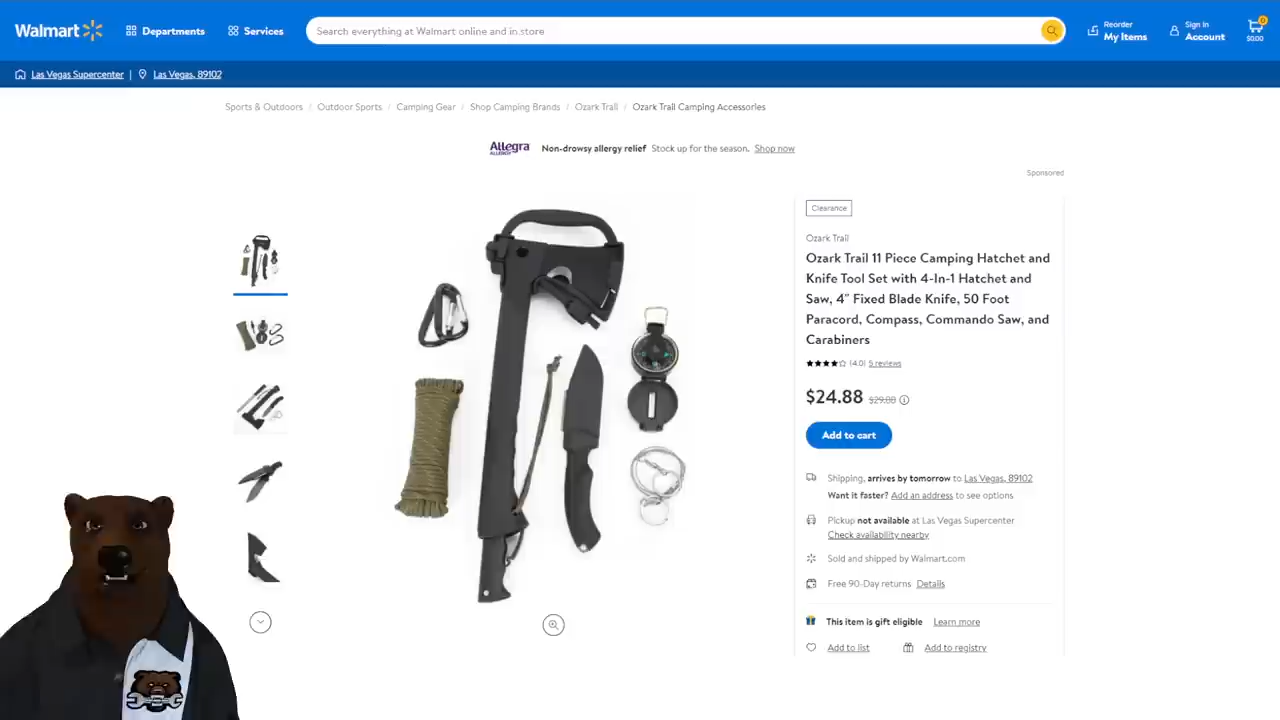 Walmart
Departments
Services
Search everything at Walmart online and in store
Reorder
My Items
Sign In
Account
0
$0.00
Las Vegas Supercenter | Las Vegas, 89102
Sports & Outdoors / Outdoor Sports / Camping Gear / Shop Camping Brands / Ozark Trail / Ozark Trail Camping Accessories
Allegra Non-drowsy allergy relief Stock up for the season. Shop now
ALLERGY
Sponsored
Clearance
Ozark Trail
Ozark Trail 11 Piece Camping Hatchet and
Knife Tool Set with 4-In-1 Hatchet and
Saw, 4" Fixed Blade Knife, 50 Foot
Paracord, Compass, Commando Saw, and
Carabiners
(4.0) 5 reviews
$24.88 $29.88
Add to cart
Shipping, arrives by tomorrow to Las Vegas, 89102
Want it faster? Add an address to see options
Pickup not available at Las Vegas Supercenter
Check availability nearby
Sold and shipped by Walmart.com
Free 90-Day returns Details
This item is gift eligible Learn more
Add to list Add to registry